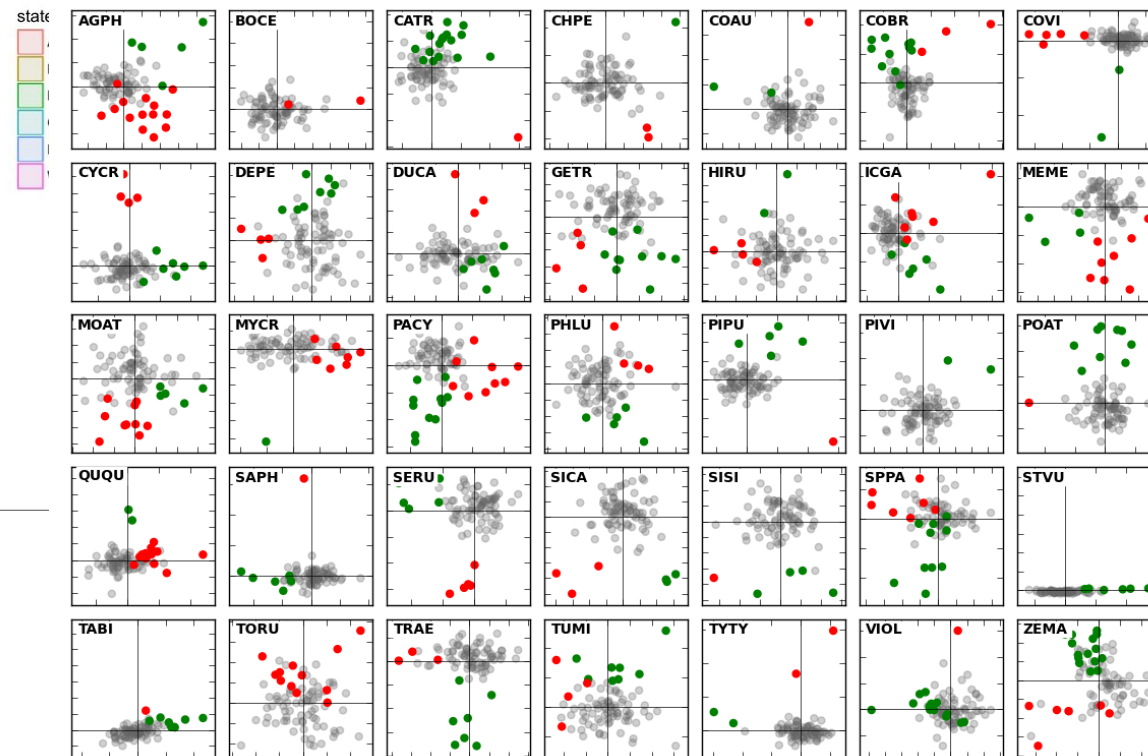 state
AGPH BOCE CATR CHPE COAU COBR COVI
CYCR DEPE DUCA GETR HIRU ICGA MEME
MOAT MYCR PACY PHLU PIPU PIVI POAT
QUQU SAPH SERU SICA SISI SPPA STVU
TABI TORU TRAE TUMI TYTY VIOL ZEMA